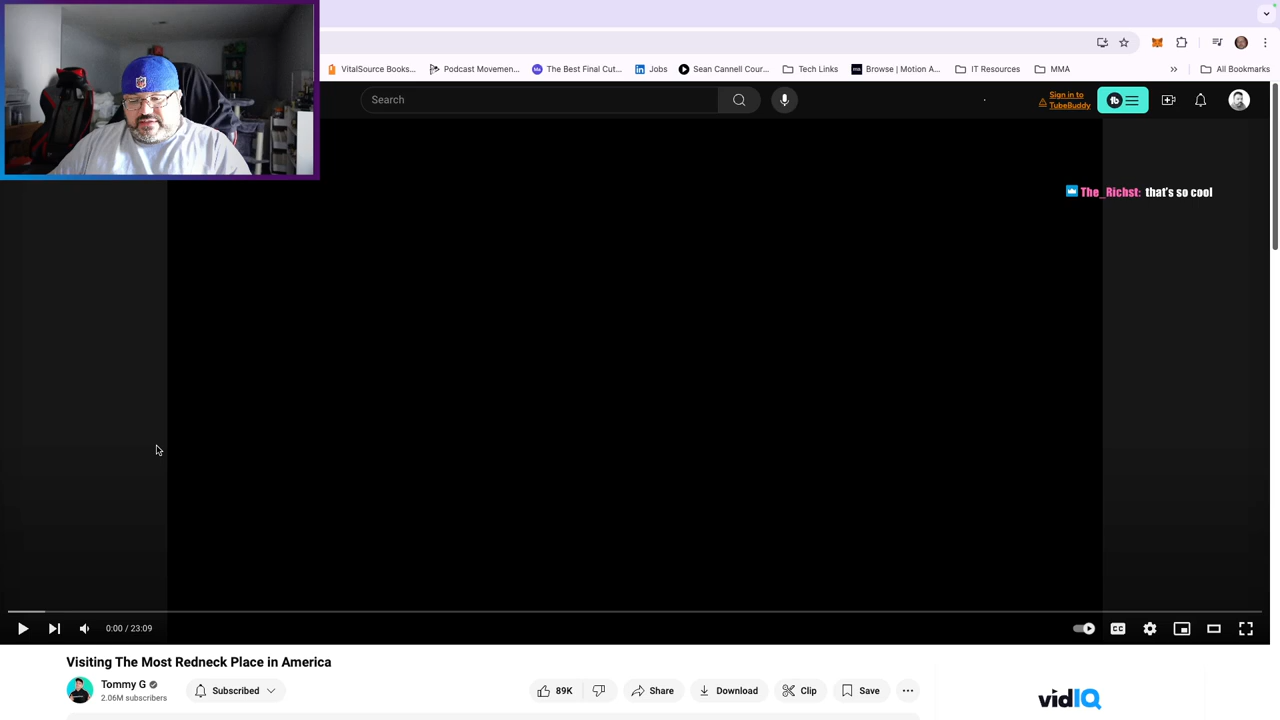 VitalSource Books...
Podcast Movemen...
The Best Final Cut...
Jobs
Sean Cannell Cour...
Tech Links
Browse | Motion A...
IT Resources
MMA
»
All Bookmarks
Search
Sign in to
TubeBuddy
The_Richst: that's so cool
0:00 / 23:09
CC
Visiting The Most Redneck Place in America
Tommy G
2.06M subscribers
Subscribed
89K
Share
Download
Clip
Save
vidIQ